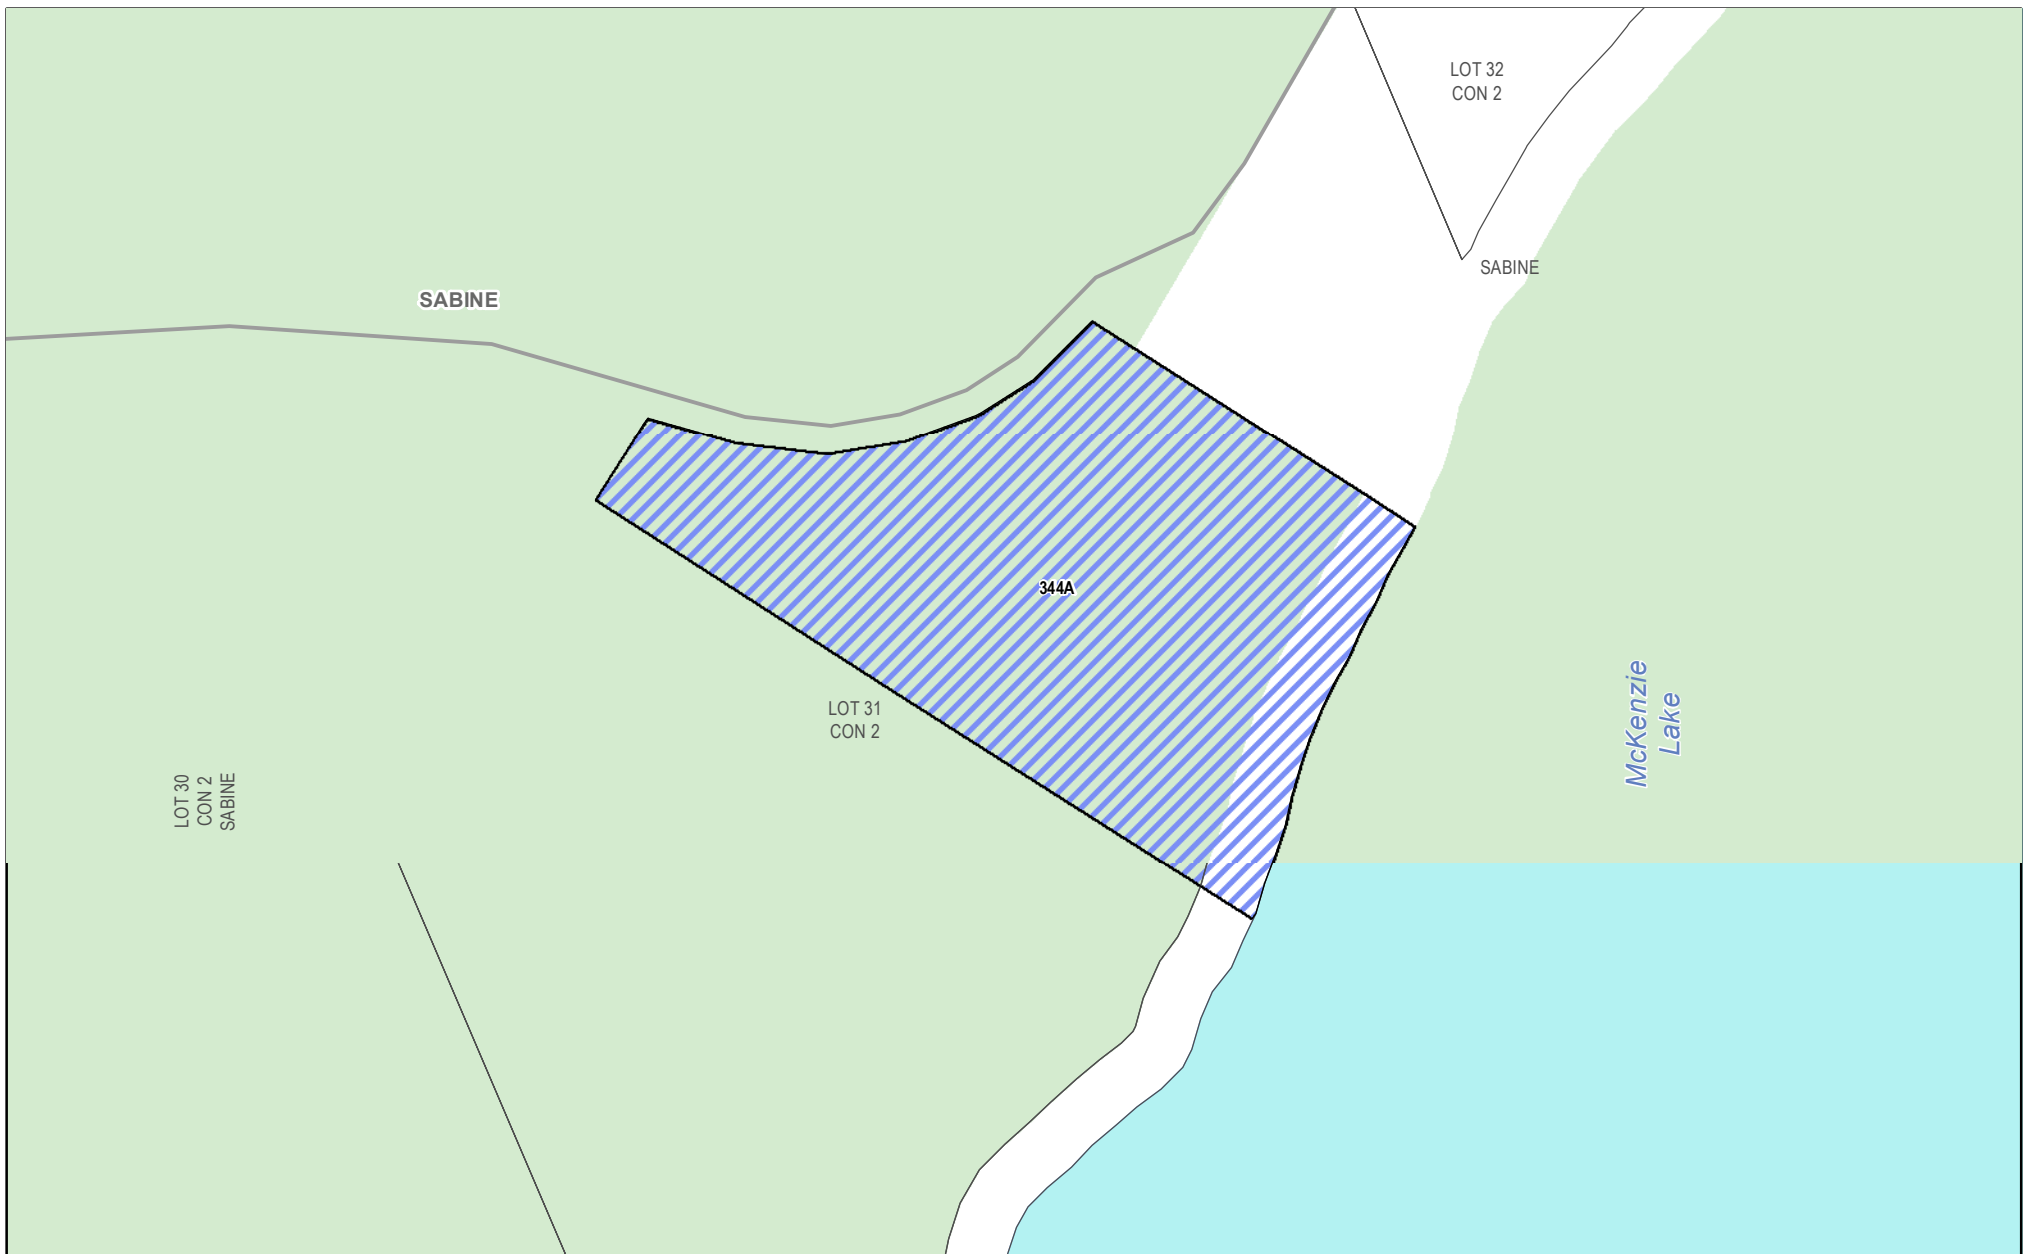 LOT 32
CON 2
SABINE
SABINE
344A
McKenzie
Lake
LOT 31
CON 2
LOT 30
CON 2
SABINE